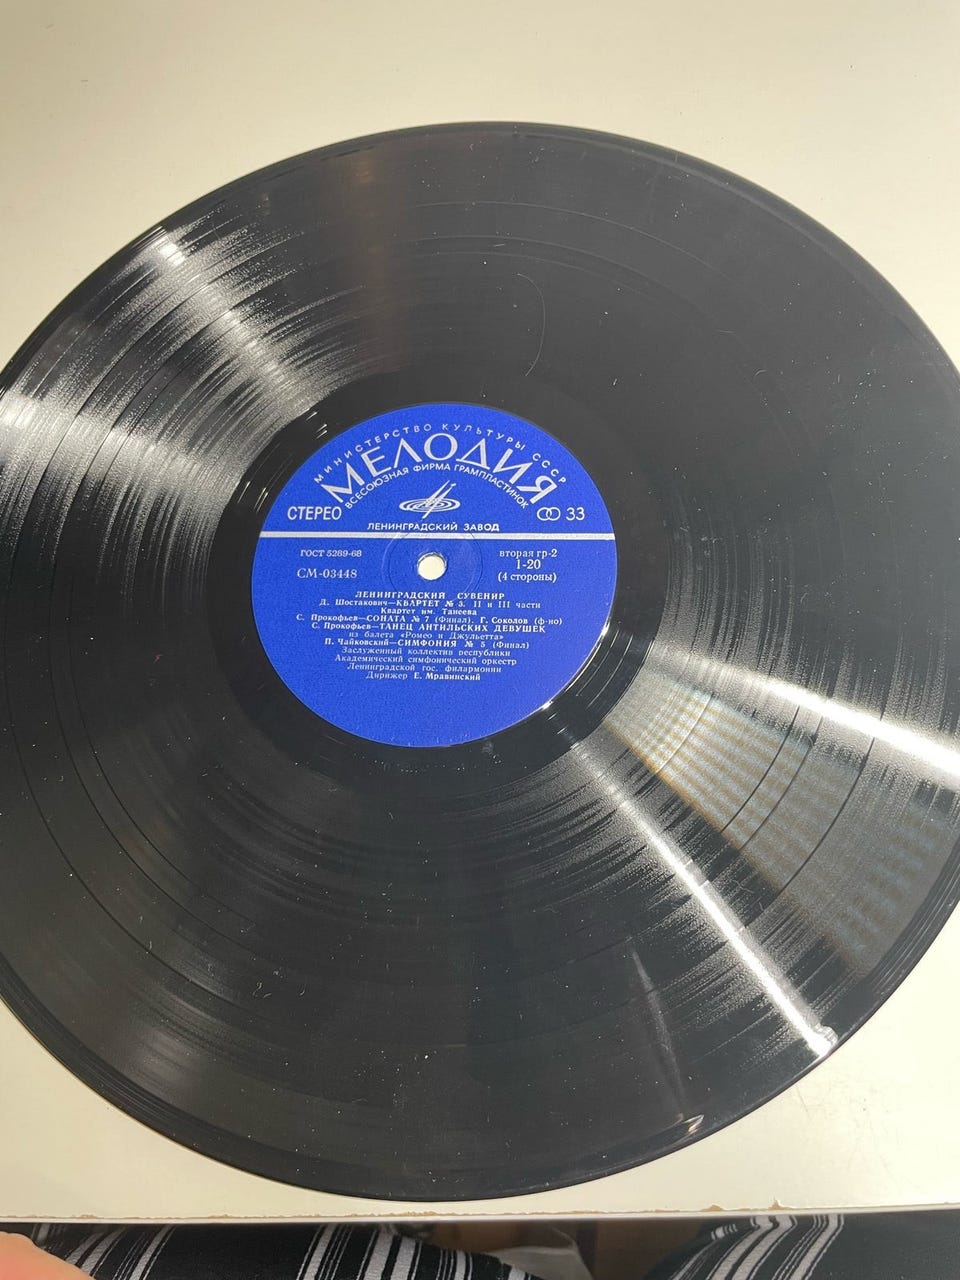 МИНИСТЕРСТВО КУЛЬТУРЫ СССР
МЕЛОДИЯ
ВСЕСОЮЗНАЯ ФИРМА ГРАМПЛАСТИНОК
СТЕРЕО 33
ЛЕНИНГРАДСКИЙ ЗАВОД
ГОСТ 5289-68
СМ-03448
вторая гр-2
1-20
(4 стороны)
ЛЕНИНГРАДСКИЙ СУВЕНИР
Д. Шостакович—КВАРТЕТ № 3. II и III части
Квартет им. Танеева
С. Прокофьев—СОНАТА № 7 (Финал). Г. Соколов (ф-но)
С. Прокофьев—ТАНЕЦ АНТИЛЬСКИХ ДЕВУШЕК
из балета «Ромео и Джульетта»
П. Чайковский—СИМФОНИЯ № 5 (Финал)
Заслуженный коллектив республики
Академический симфонический оркестр
Ленинградской гос. филармонии
Дирижер Е. Мравинский